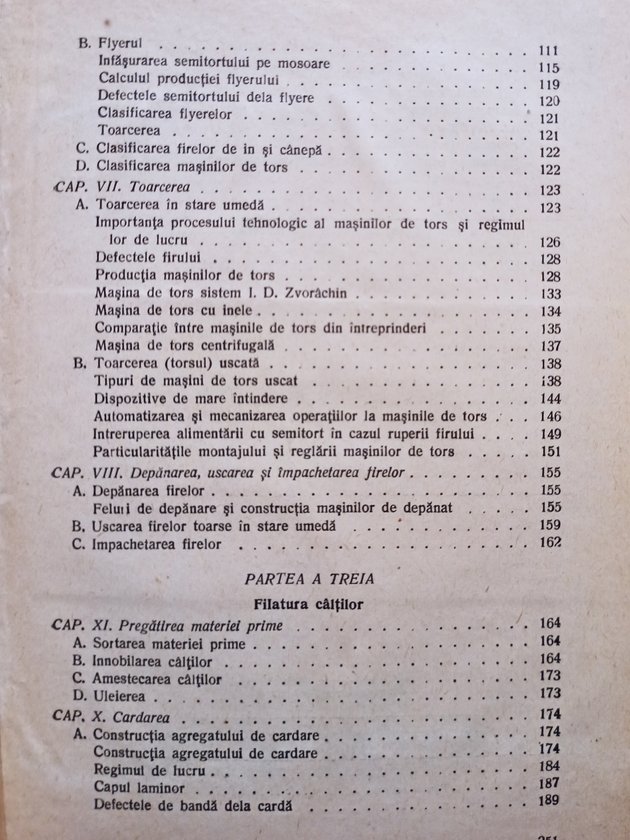 B. Flyerul . . . . . . . . . . . . . . . . . . . . 111
Infăşurarea semitortului pe mosoare . . . . . . . . . . 115
Calculul producţiei flyerului . . . . . . . . . . . . 119
Defectele semitortului dela flyere . . . . . . . . . . . 120
Clasificarea flyerelor . . . . . . . . . . . . . . 121
Toarcerea . . . . . . . . . . . . . . . . . 121
C. Clasificarea firelor de in şi cânepă . . . . . . . . . . . 122
D. Clasificarea maşinilor de tors . . . . . . . . . . . . 122
CAP. VII. Toarcerea . . . . . . . . . . . . . . . . 123
A. Toarcerea în stare umedă . . . . . . . . . . . . . 123
Importanţa procesului tehnologic al maşinilor de tors şi regimul
lor de lucru . . . . . . . . . . . . . . . . 126
Defectele firului . . . . . . . . . . . . . . . 128
Producţia maşinilor de tors . . . . . . . . . . . . 128
Maşina de tors sistem I. D. Zvorâchin . . . . . . . . . 133
Maşina de tors cu inele . . . . . . . . . . . . . 134
Comparaţie între maşinile de tors din întreprinderi . . . . . . 135
Maşina de tors centrifugală . . . . . . . . . . . . 137
B. Toarcerea (torsul) uscată . . . . . . . . . . . . . 138
Tipuri de maşini de tors uscat . . . . . . . . . . . 138
Dispozitive de mare întindere . . . . . . . . . . . 144
Automatizarea şi mecanizarea operaţiilor la maşinile de tors . . . 146
Intreruperea alimentării cu semitort în cazul ruperii firului . . . . 149
Particularităţile montajului şi reglării maşinilor de tors . . . . . 151
CAP. VIII. Depănarea, uscarea şi împachetarea firelor . . . . . . . . 155
A. Depănarea firelor . . . . . . . . . . . . . . . 155
Feluri de depănare şi construcţia maşinilor de depănat . . . . . 155
B. Uscarea firelor toarse în stare umedă . . . . . . . . . . 159
C. Impachetarea firelor . . . . . . . . . . . . . . 162
PARTEA A TREIA
Filatura câlţilor
CAP. XI. Pregătirea materiei prime . . . . . . . . . . . . 164
A. Sortarea materiei prime . . . . . . . . . . . . . 164
B. Innobilarea câlţilor . . . . . . . . . . . . . . 164
C. Amestecarea câlţilor . . . . . . . . . . . . . . 173
D. Uleierea . . . . . . . . . . . . . . . . . 173
CAP. X. Cardarea . . . . . . . . . . . . . . . . . 174
A. Construcţia agregatului de cardare . . . . . . . . . . 174
Construcţia agregatului de cardare . . . . . . . . . . 174
Regimul de lucru . . . . . . . . . . . . . . . 184
Capul laminor . . . . . . . . . . . . . . . . 187
Defectele de bandă dela cardă . . . . . . . . . . . 189